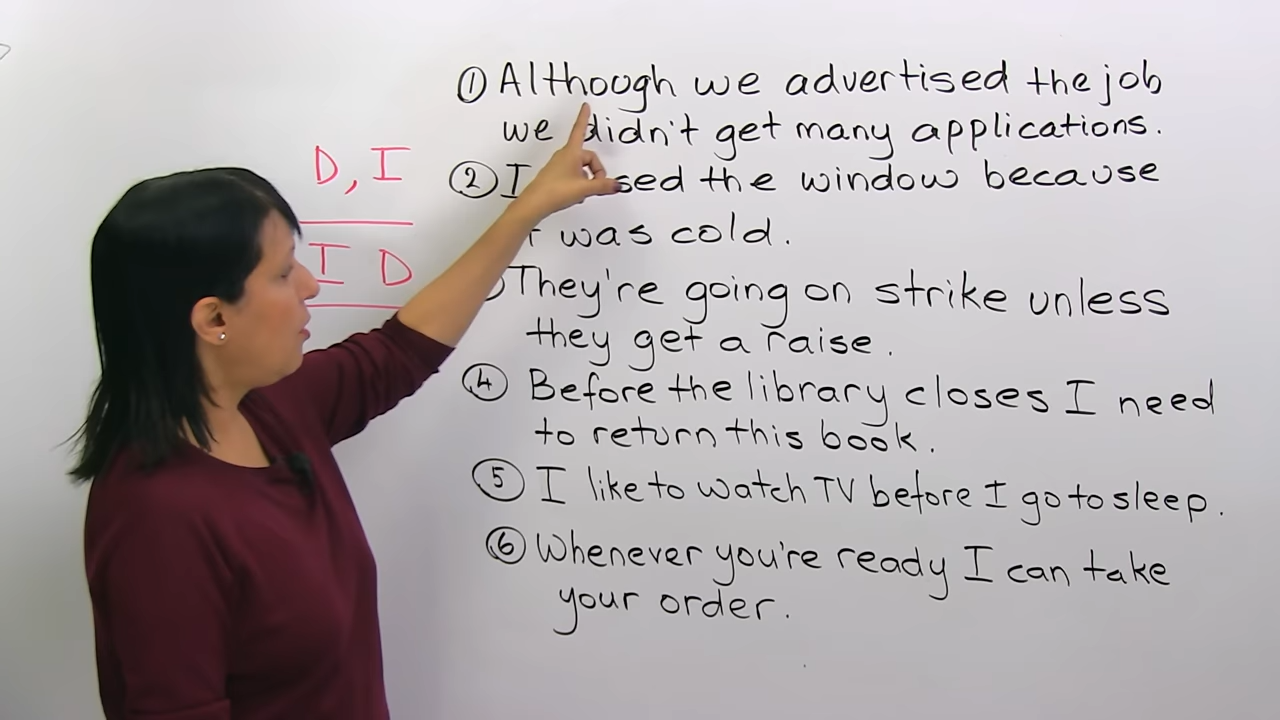 D, I
I D
① Although we advertised the job
we didn't get many applications.
② I sed the window because
was cold.
They're going on strike unless
they get a raise.
④ Before the library closes I need
to return this book.
⑤ I like to watch TV before I go to sleep.
⑥ Whenever you're ready I can take
your order.